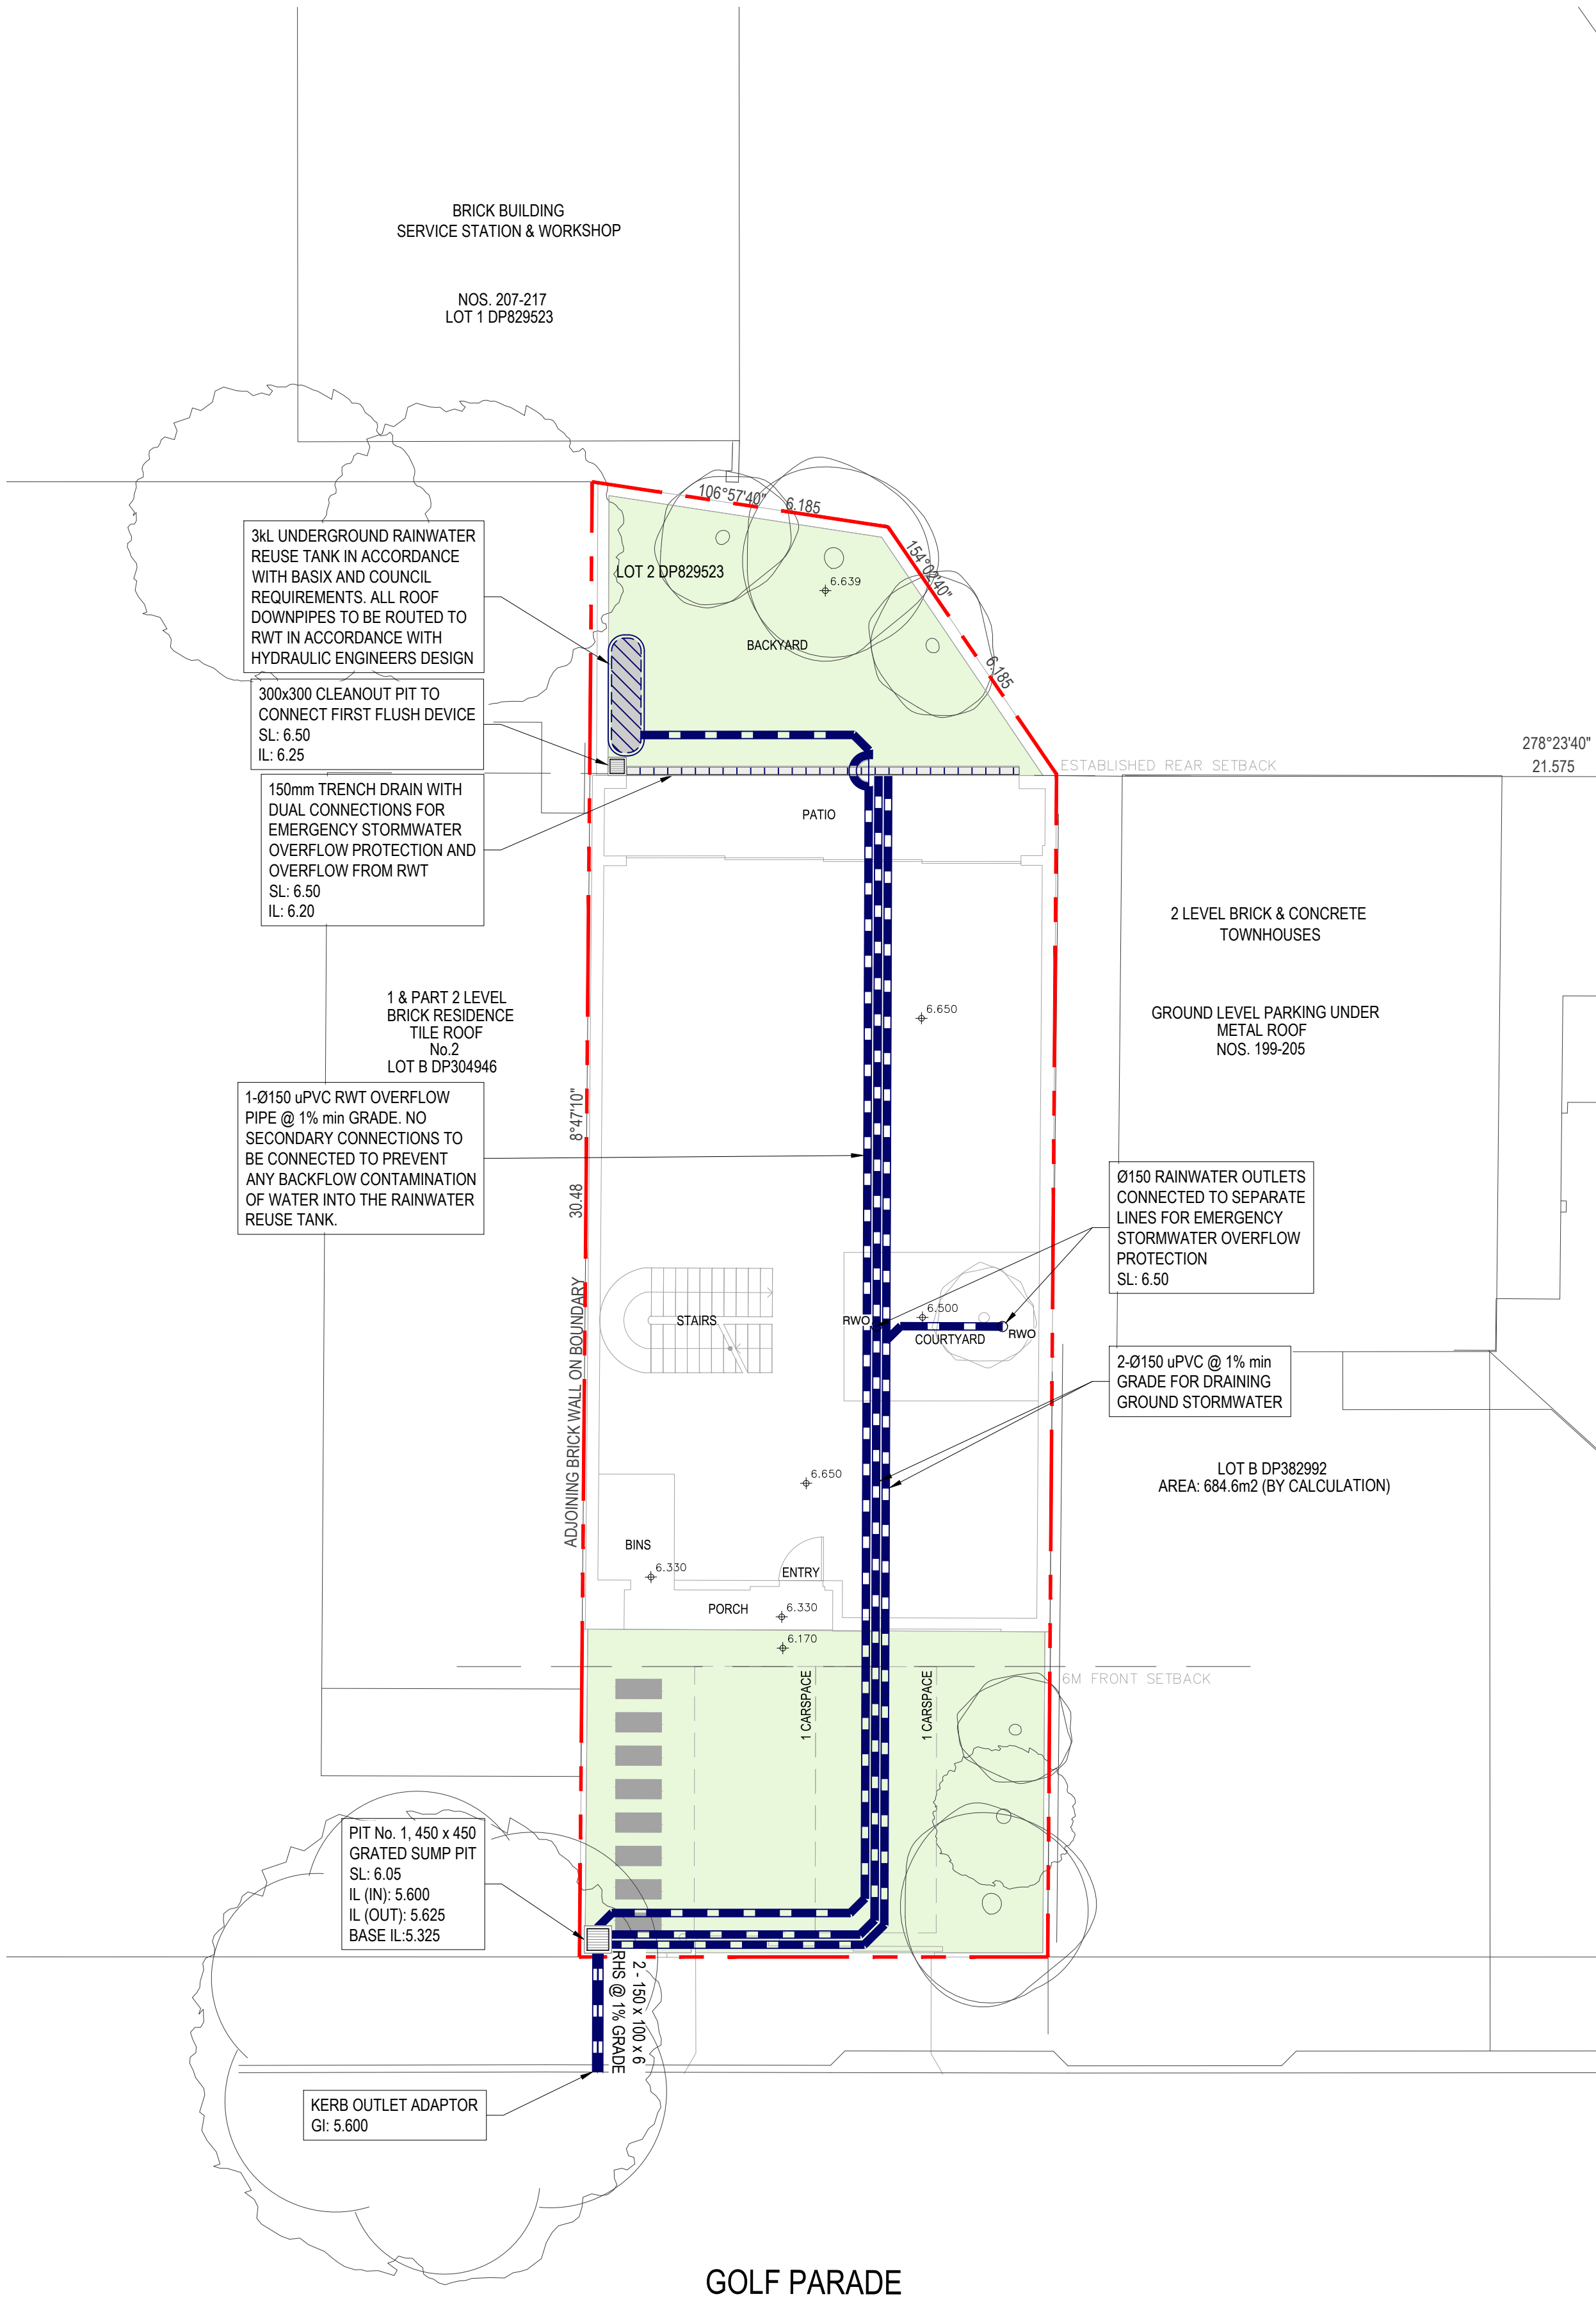 BRICK BUILDING
SERVICE STATION & WORKSHOP
NOS. 207-217
LOT 1 DP829523
106°57'40"
6.185
154°02'40"
6.185
3kL UNDERGROUND RAINWATER
REUSE TANK IN ACCORDANCE
WITH BASIX AND COUNCIL
REQUIREMENTS. ALL ROOF
DOWNPIPES TO BE ROUTED TO
RWT IN ACCORDANCE WITH
HYDRAULIC ENGINEERS DESIGN
LOT 2 DP829523
6.639
BACKYARD
300x300 CLEANOUT PIT TO
CONNECT FIRST FLUSH DEVICE
SL: 6.50
IL: 6.25
278°23'40"
21.575
ESTABLISHED REAR SETBACK
150mm TRENCH DRAIN WITH
DUAL CONNECTIONS FOR
EMERGENCY STORMWATER
OVERFLOW PROTECTION AND
OVERFLOW FROM RWT
SL: 6.50
IL: 6.20
PATIO
2 LEVEL BRICK & CONCRETE
TOWNHOUSES
1 & PART 2 LEVEL
BRICK RESIDENCE
TILE ROOF
No.2
LOT B DP304946
6.650
GROUND LEVEL PARKING UNDER
METAL ROOF
NOS. 199-205
1-Ø150 uPVC RWT OVERFLOW
PIPE @ 1% min GRADE. NO
SECONDARY CONNECTIONS TO
BE CONNECTED TO PREVENT
ANY BACKFLOW CONTAMINATION
OF WATER INTO THE RAINWATER
REUSE TANK.
8°47'10"
30.48
Ø150 RAINWATER OUTLETS
CONNECTED TO SEPARATE
LINES FOR EMERGENCY
STORMWATER OVERFLOW
PROTECTION
SL: 6.50
ADJOINING BRICK WALL ON BOUNDARY
STAIRS
RWO
6.500
COURTYARD
RWO
2-Ø150 uPVC @ 1% min
GRADE FOR DRAINING
GROUND STORMWATER
LOT B DP382992
AREA: 684.6m2 (BY CALCULATION)
6.650
BINS
6.330
ENTRY
PORCH
6.330
6.170
6M FRONT SETBACK
1 CARSPACE
1 CARSPACE
PIT No. 1, 450 x 450
GRATED SUMP PIT
SL: 6.05
IL (IN): 5.600
IL (OUT): 5.625
BASE IL:5.325
2 - 150 x 100 x 6
RHS @ 1% GRADE
KERB OUTLET ADAPTOR
GI: 5.600
GOLF PARADE